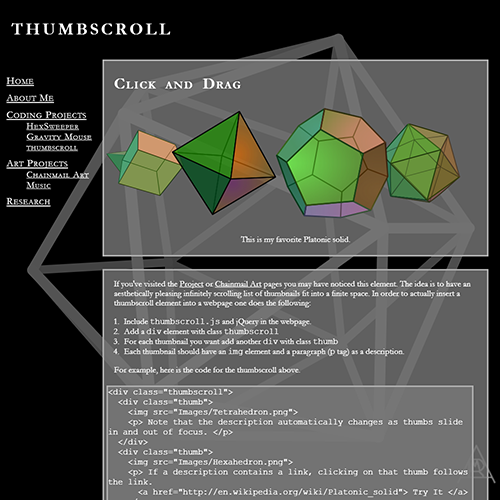 THUMBSCROLL
Home
About Me
Coding Projects
HexSweeper
Gravity Mouse
thumbscroll
Art Projects
Chainmail Art
Music
Research
Click and Drag
This is my favorite Platonic solid.
If you've visited the Project or Chainmail Art pages you may have noticed this element. The idea is to have an
aesthetically pleasing infinitely scrolling list of thumbnails fit into a finite space. In order to actually insert a
thumbscroll element into a webpage one does the following:
1. Include thumbscroll.js and jQuery in the webpage.
2. Add a div element with class thumbscroll
3. For each thumbnail you want add another div with class thumb
4. Each thumbnail should have an img element and a paragraph (p tag) as a description.
For example, here is the code for the thumbscroll above.
<div class="thumbscroll">
<div class="thumb">
<img src="Images/Tetrahedron.png">
<p> Note that the description automatically changes as thumbs slide
in and out of focus. </p>
</div>
<div class="thumb">
<img src="Images/Hexahedron.png">
<p> If a description contains a link, clicking on that thumb follows
the link.
<a href="http://en.wikipedia.org/wiki/Platonic_solid"> Try It </a>